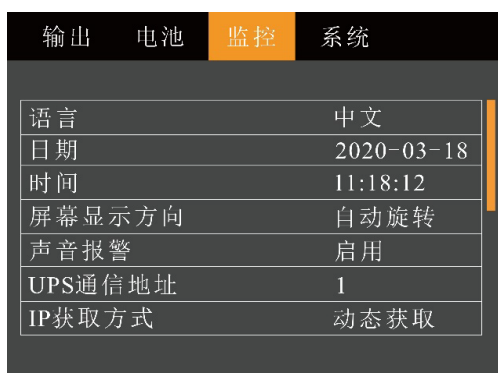 输出 电池 监控 系统
语言 中文
日期 2020-03-18
时间 11:18:12
屏幕显示方向 自动旋转
声音报警 启用
UPS通信地址 1
IP获取方式 动态获取